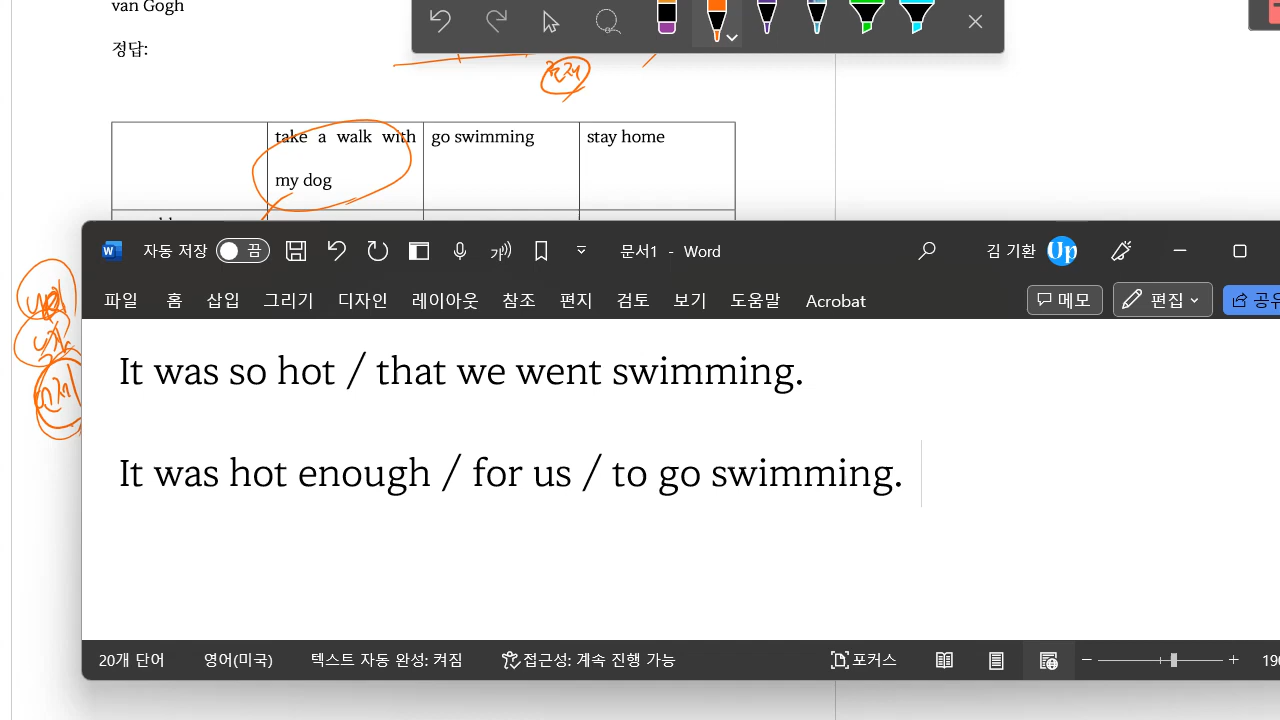 van Gogh
정답:
take a walk with
my dog
go swimming
stay home
자동 저장 끔 가 문서1 - Word 김 기환 Up
파일 홈 삽입 그리기 디자인 레이아웃 참조 편지 검토 보기 도움말 Acrobat 메모 편집 공유
It was so hot / that we went swimming.
It was hot enough / for us / to go swimming.
20개 단어 영어(미국) 텍스트 자동 완성: 켜짐 접근성: 계속 진행 가능 포커스